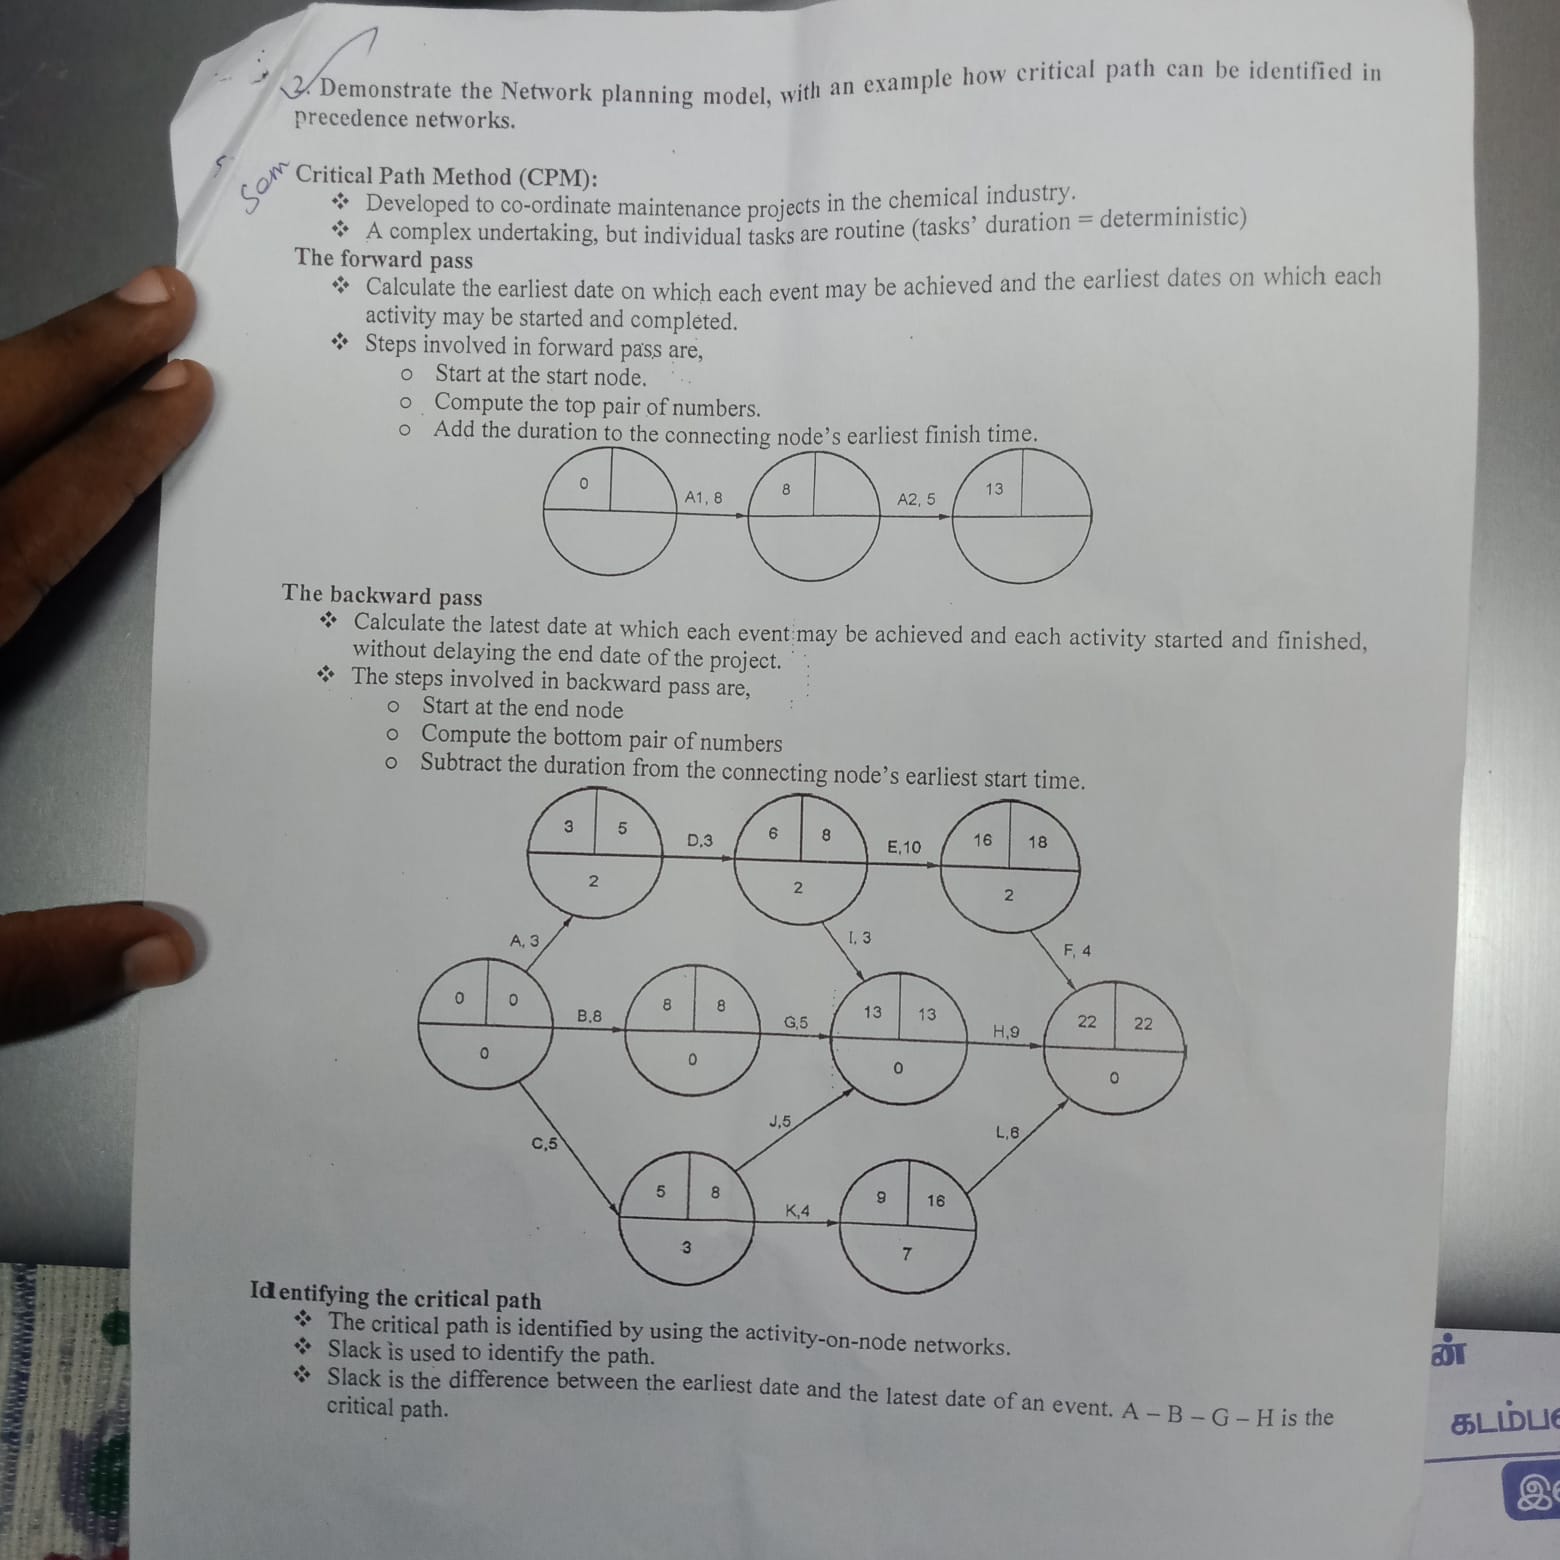 2. Demonstrate the Network planning model, with an example how critical path can be identified in
precedence networks.
Som
Critical Path Method (CPM):
❖ Developed to co-ordinate maintenance projects in the chemical industry.
❖ A complex undertaking, but individual tasks are routine (tasks’ duration = deterministic)
The forward pass
❖ Calculate the earliest date on which each event may be achieved and the earliest dates on which each
activity may be started and completed.
❖ Steps involved in forward pass are,
o Start at the start node.
o Compute the top pair of numbers.
o Add the duration to the connecting node’s earliest finish time.
0 A1, 8 8 A2, 5 13
The backward pass
❖ Calculate the latest date at which each event may be achieved and each activity started and finished,
without delaying the end date of the project.
❖ The steps involved in backward pass are,
o Start at the end node
o Compute the bottom pair of numbers
o Subtract the duration from the connecting node’s earliest start time.
3 5 D,3 6 8 E,10 16 18
2 2 2
A, 3 I, 3 F, 4
0 0 B,8 8 8 G,5 13 13 H,9 22 22
0 0 0 0
C,5 J,5 L,6
5 8 K,4 9 16
3 7
Identifying the critical path
❖ The critical path is identified by using the activity-on-node networks.
❖ Slack is used to identify the path.
❖ Slack is the difference between the earliest date and the latest date of an event. A – B – G – H is the
critical path.